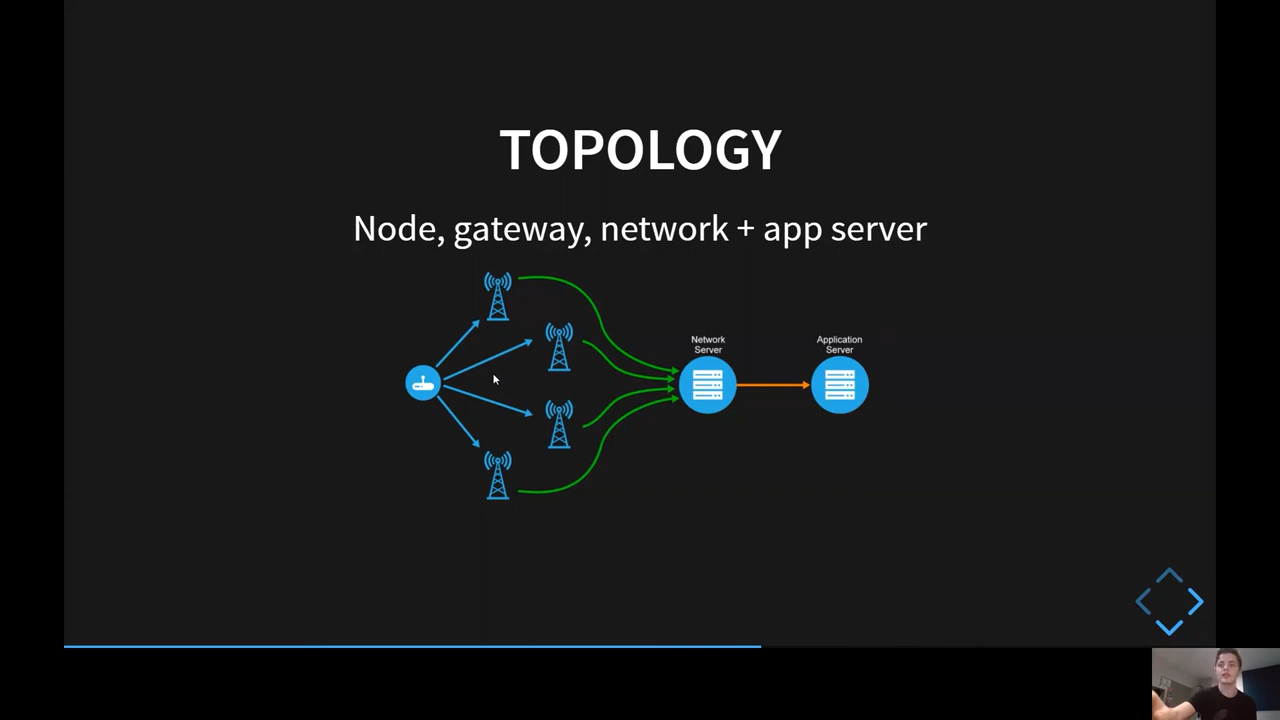 TOPOLOGY
Node, gateway, network + app server
Network
Server
Application
Server